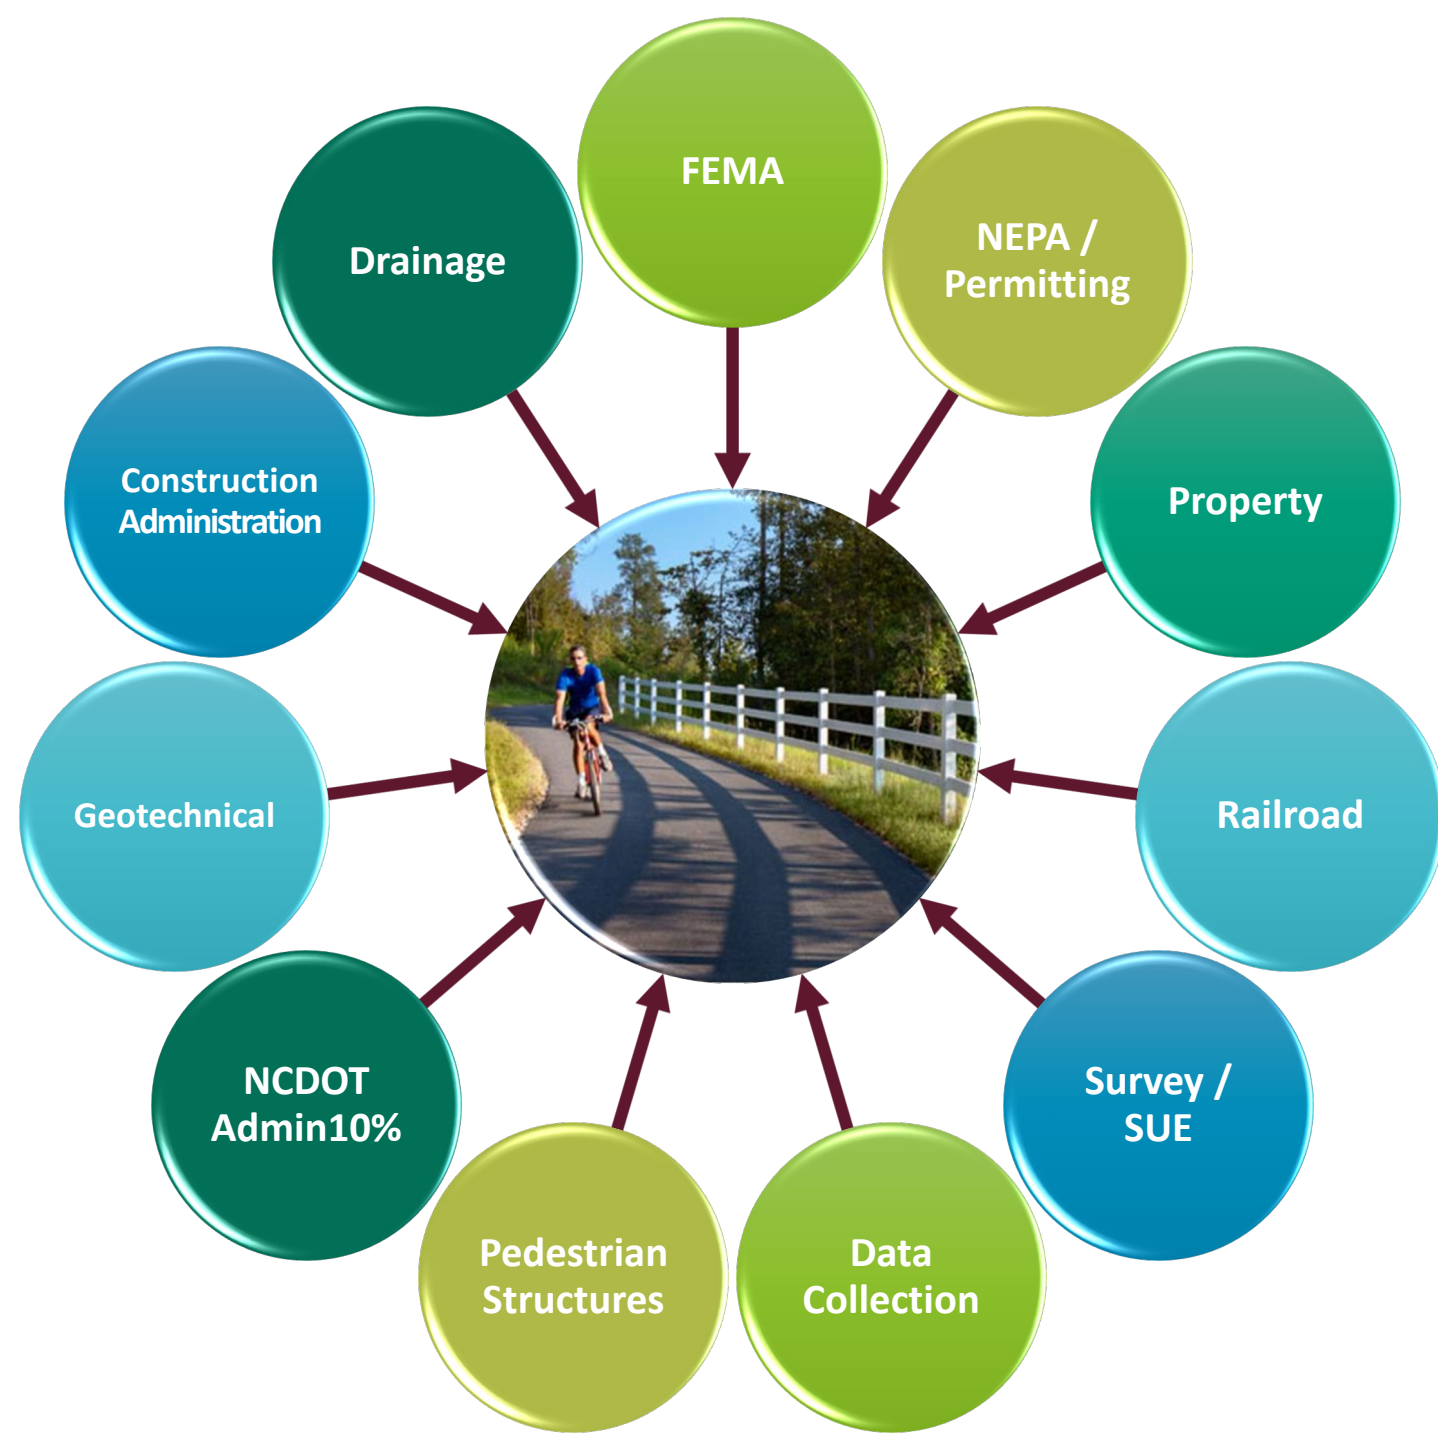 FEMA
NEPA /
Permitting
Property
Railroad
Survey /
SUE
Data
Collection
Pedestrian
Structures
NCDOT
Admin10%
Geotechnical
Construction
Administration
Drainage